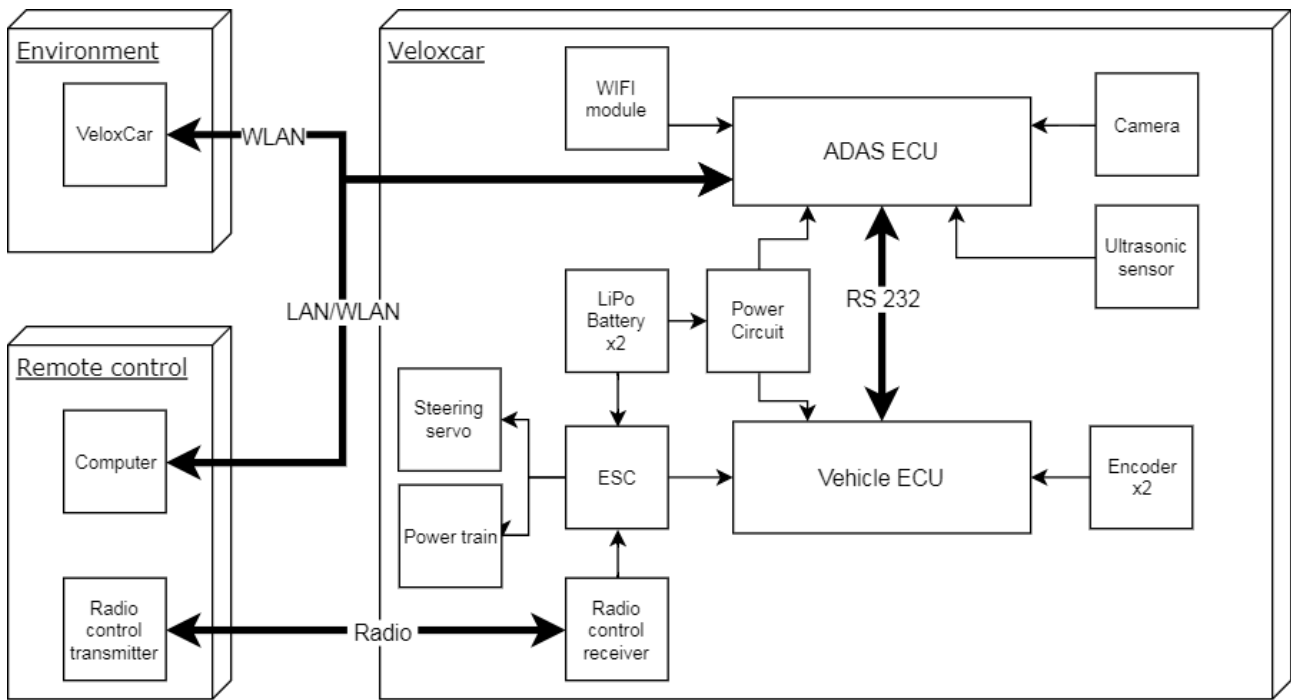 Environment
VeloxCar
WLAN
LAN/WLAN
Remote control
Computer
Radio
control
transmitter
Radio
Veloxcar
WIFI
module
ADAS ECU
Camera
Ultrasonic
sensor
RS 232
LiPo
Battery
x2
Power
Circuit
Steering
servo
Power train
ESC
Vehicle ECU
Encoder
x2
Radio
control
receiver